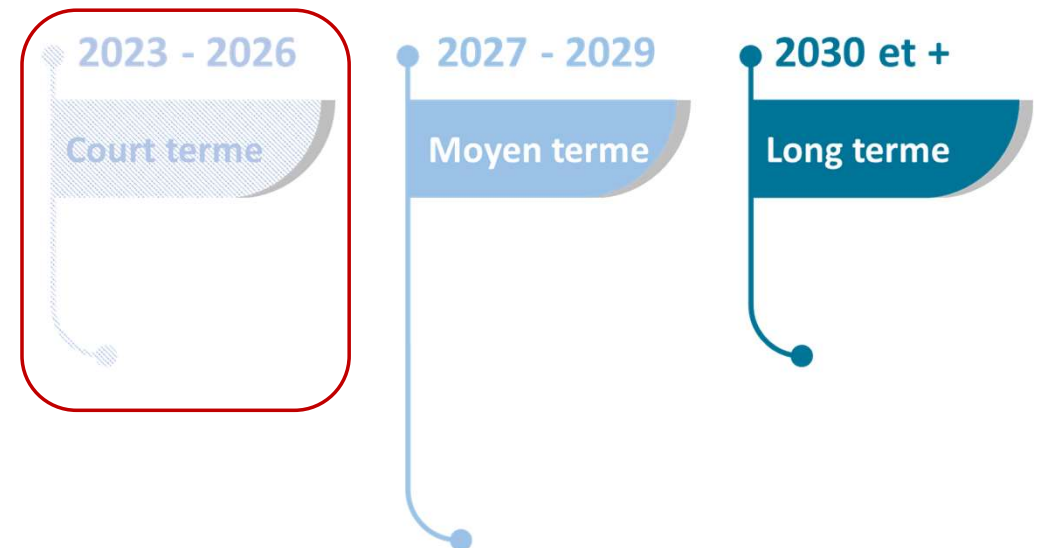 2023 - 2026
Court terme
2027 - 2029
Moyen terme
2030 et +
Long terme